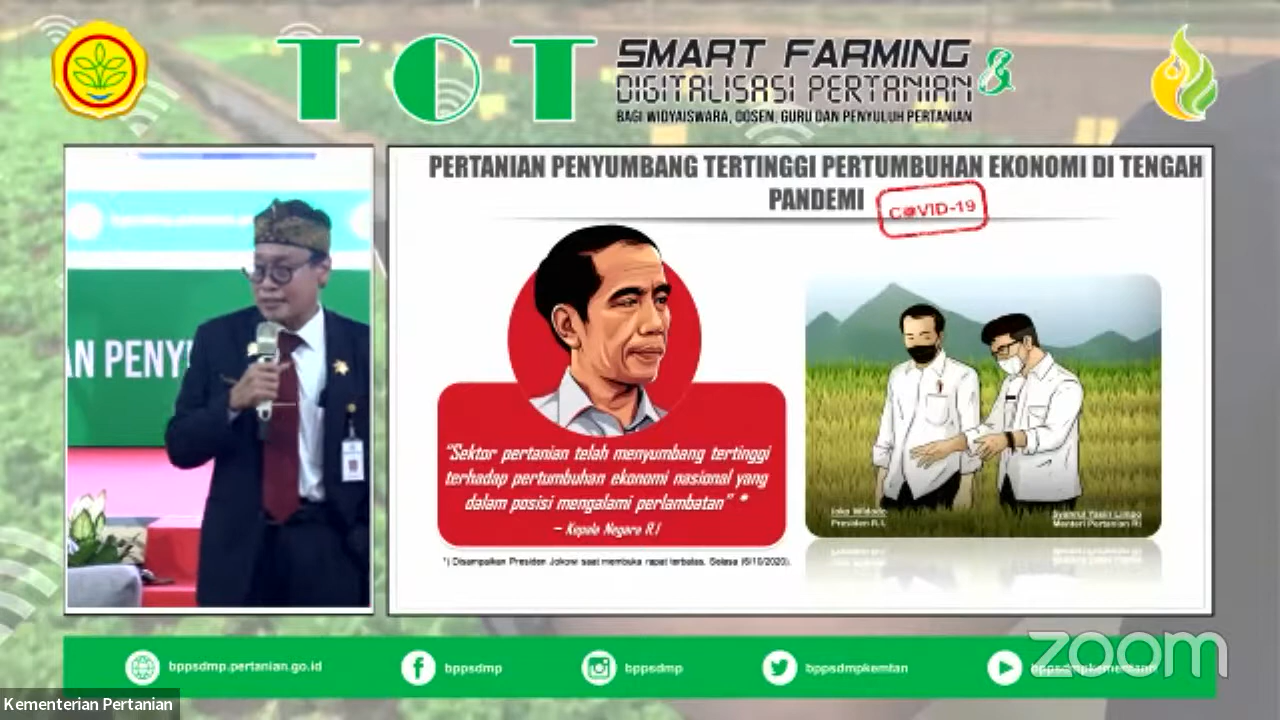 TOT
SMART FARMING &
DIGITALISASI PERTANIAN
BAGI WIDYAISWARA, DOSEN, GURU DAN PENYULUH PERTANIAN
AN PENYU
PERTANIAN PENYUMBANG TERTINGGI PERTUMBUHAN EKONOMI DI TENGAH
PANDEMI
COVID-19
"Sektor pertanian telah menyumbang tertinggi
terhadap pertumbuhan ekonomi nasional yang
dalam posisi mengalami perlambatan" *
– Kepala Negara R.I
*) Disampaikan Presiden Jokowi saat membuka rapat terbatas, Selasa (6/10/2020).
Joko Widodo
Presiden R.I.
Syahrul Yasin Limpo
Menteri Pertanian RI
bppsdmp.pertanian.go.id
bppsdmp
bppsdmp
bppsdmpkemtan
bppsdmpkementan
zoom
Kementerian Pertanian